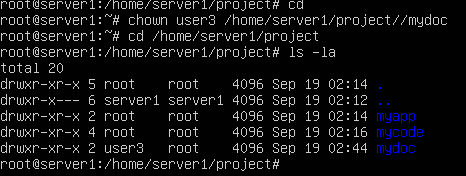 root@server1:/home/server1/project# cd
root@server1:~# chown user3 /home/server1/project//mydoc
root@server1:~# cd /home/server1/project
root@server1:/home/server1/project# ls -la
total 20
drwxr-xr-x 5 root    root    4096 Sep 19 02:14 .
drwxr-x--- 6 server1 server1 4096 Sep 19 02:12 ..
drwxr-xr-x 2 root    root    4096 Sep 19 02:14 myapp
drwxr-xr-x 4 root    root    4096 Sep 19 02:16 mycode
drwxr-xr-x 2 user3   root    4096 Sep 19 02:44 mydoc
root@server1:/home/server1/project#